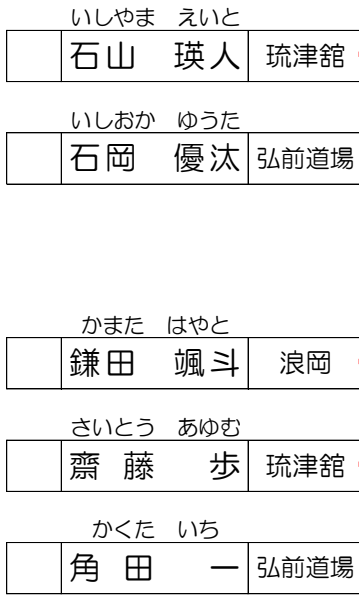 いしやま えいと
石山 瑛人 琉津舘
いしおか ゆうた
石岡 優汰 弘前道場
かまた はやと
鎌田 颯斗 浪岡
さいとう あゆむ
齋藤 歩 琉津舘
かくた いち
角田 一 弘前道場